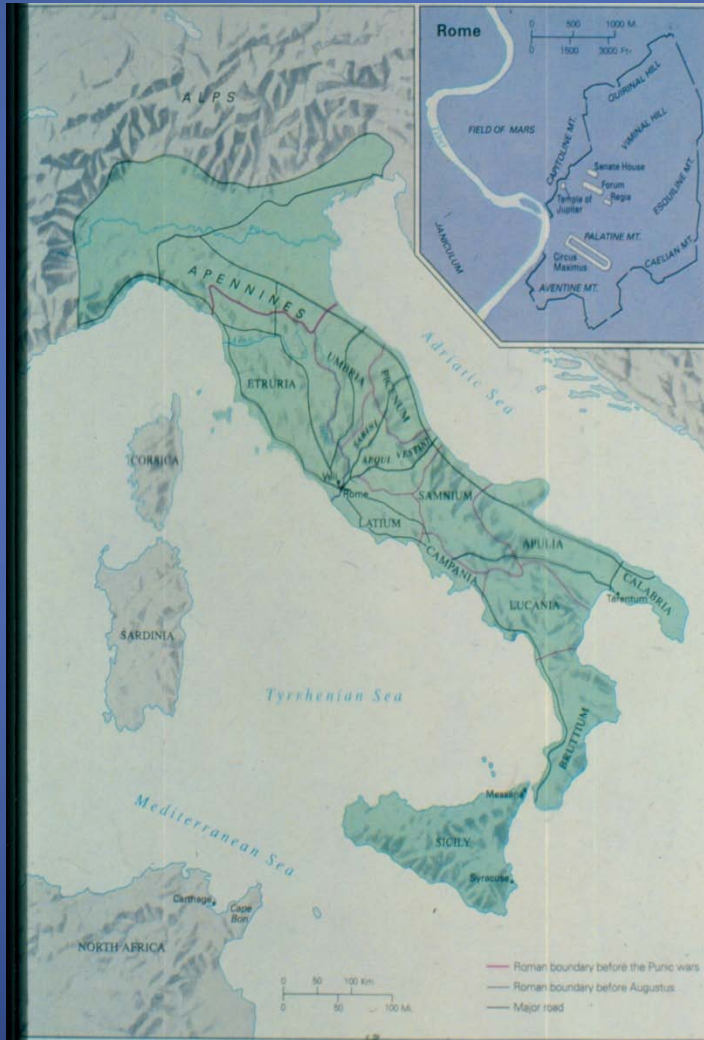 Rome
0 500 1000 M.
0 1500 3000 Ft.
QUIRINAL HILL
FIELD OF MARS
VIMINAL HILL
CAPITOLINE MT.
Senate House
Forum
Regia
Temple of
Jupiter
ESQUILINE MT.
JANICULUM
PALATINE MT.
Circus
Maximus
CAELIAN MT.
AVENTINE MT.
ALPS
APENNINES
Adriatic Sea
UMBRIA
PICENUM
ETRURIA
SABINI
AEQUI
VESTINI
CORSICA
Rome
SAMNIUM
LATIUM
APULIA
CAMPANIA
CALABRIA
LUCANIA
Tarentum
SARDINIA
Tyrrhenian Sea
BRUTTIUM
Messana
Mediterranean Sea
SICILY
Syracuse
Carthage
Cape
Bon
NORTH AFRICA
Roman boundary before the Punic wars
0 50 100 Km.
Roman boundary before Augustus
0 50 100 Mi.
Major road